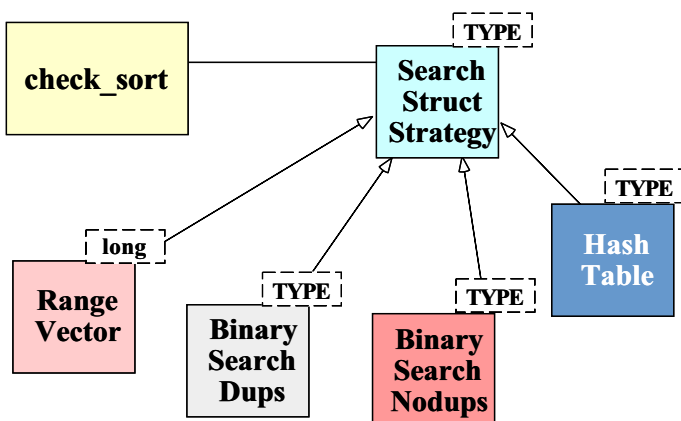 TYPE
check_sort
Search
Struct
Strategy
TYPE
Hash
Table
long
Range
Vector
TYPE
Binary
Search
Dups
TYPE
Binary
Search
Nodups